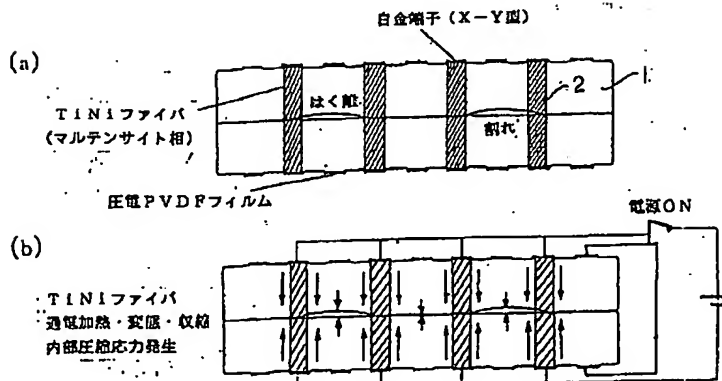 白金端子(X−Y型)
(a)
2
1
はく離
TiNiファイバ
(マルテンサイト相)
割れ
圧電PVDFフィルム
電源ON
(b)
TiNiファイバ
通電加熱・変態・収縮
内部圧縮応力発生